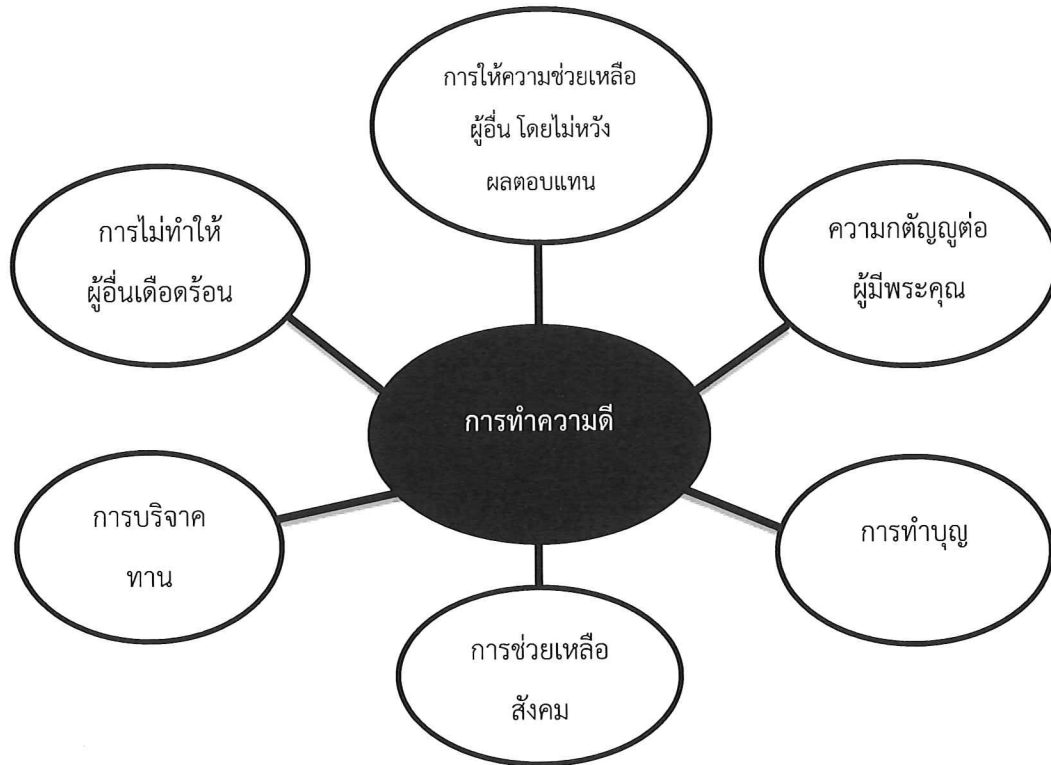 การให้ความช่วยเหลือ
ผู้อื่น โดยไม่หวัง
ผลตอบแทน
การไม่ทำให้
ผู้อื่นเดือดร้อน
ความกตัญญูต่อ
ผู้มีพระคุณ
การทำความดี
การบริจาค
ทาน
การทำบุญ
การช่วยเหลือ
สังคม